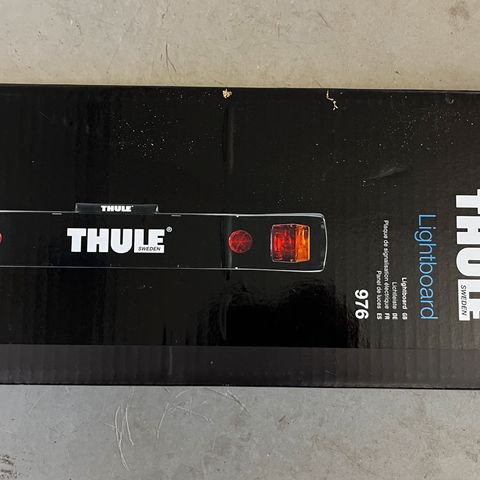 THULE
THULE®
SWEDEN
THULE
SWEDEN
Lightboard
Lightboard GB
Lichtleiste DE
Plaque de signalisation électrique FR
Panel de luces ES
976